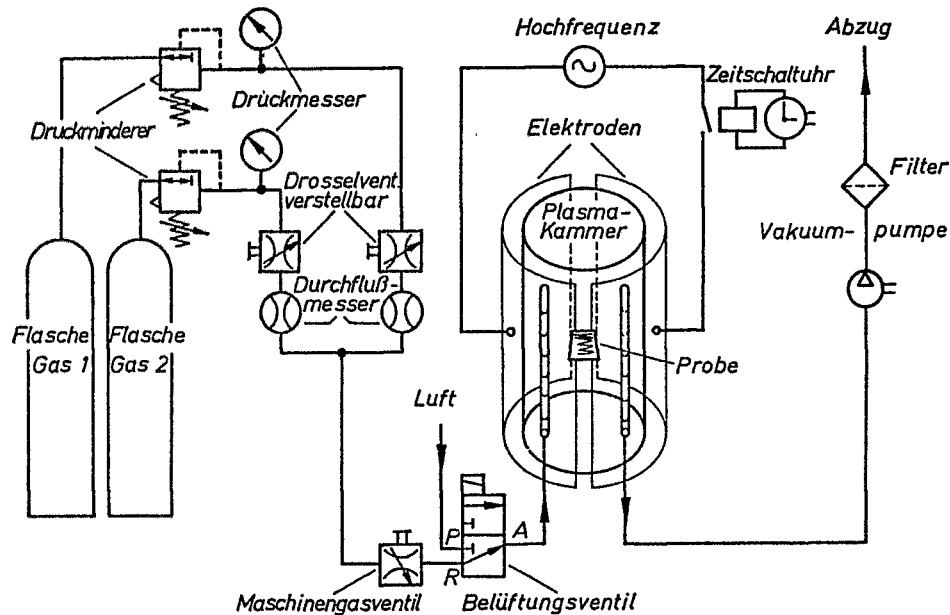 Hochfrequenz
Abzug
Zeitschaltuhr
Drückmesser
Druckminderer
Elektroden
Drosselvent.
verstellbar
Filter
Plasma-
Kammer
Vakuum-
pumpe
Durchfluß-
messer
Flasche
Gas 1
Flasche
Gas 2
Probe
Luft
P
A
R
Maschinengasventil
Belüftungsventil